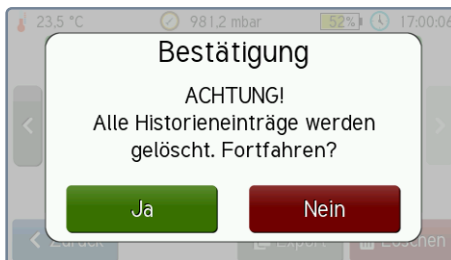 23,5 °C 981,2 mbar 52% 17:00:06
Bestätigung
ACHTUNG!
Alle Historieneinträge werden
gelöscht. Fortfahren?
Ja Nein
Zurück Export Löschen